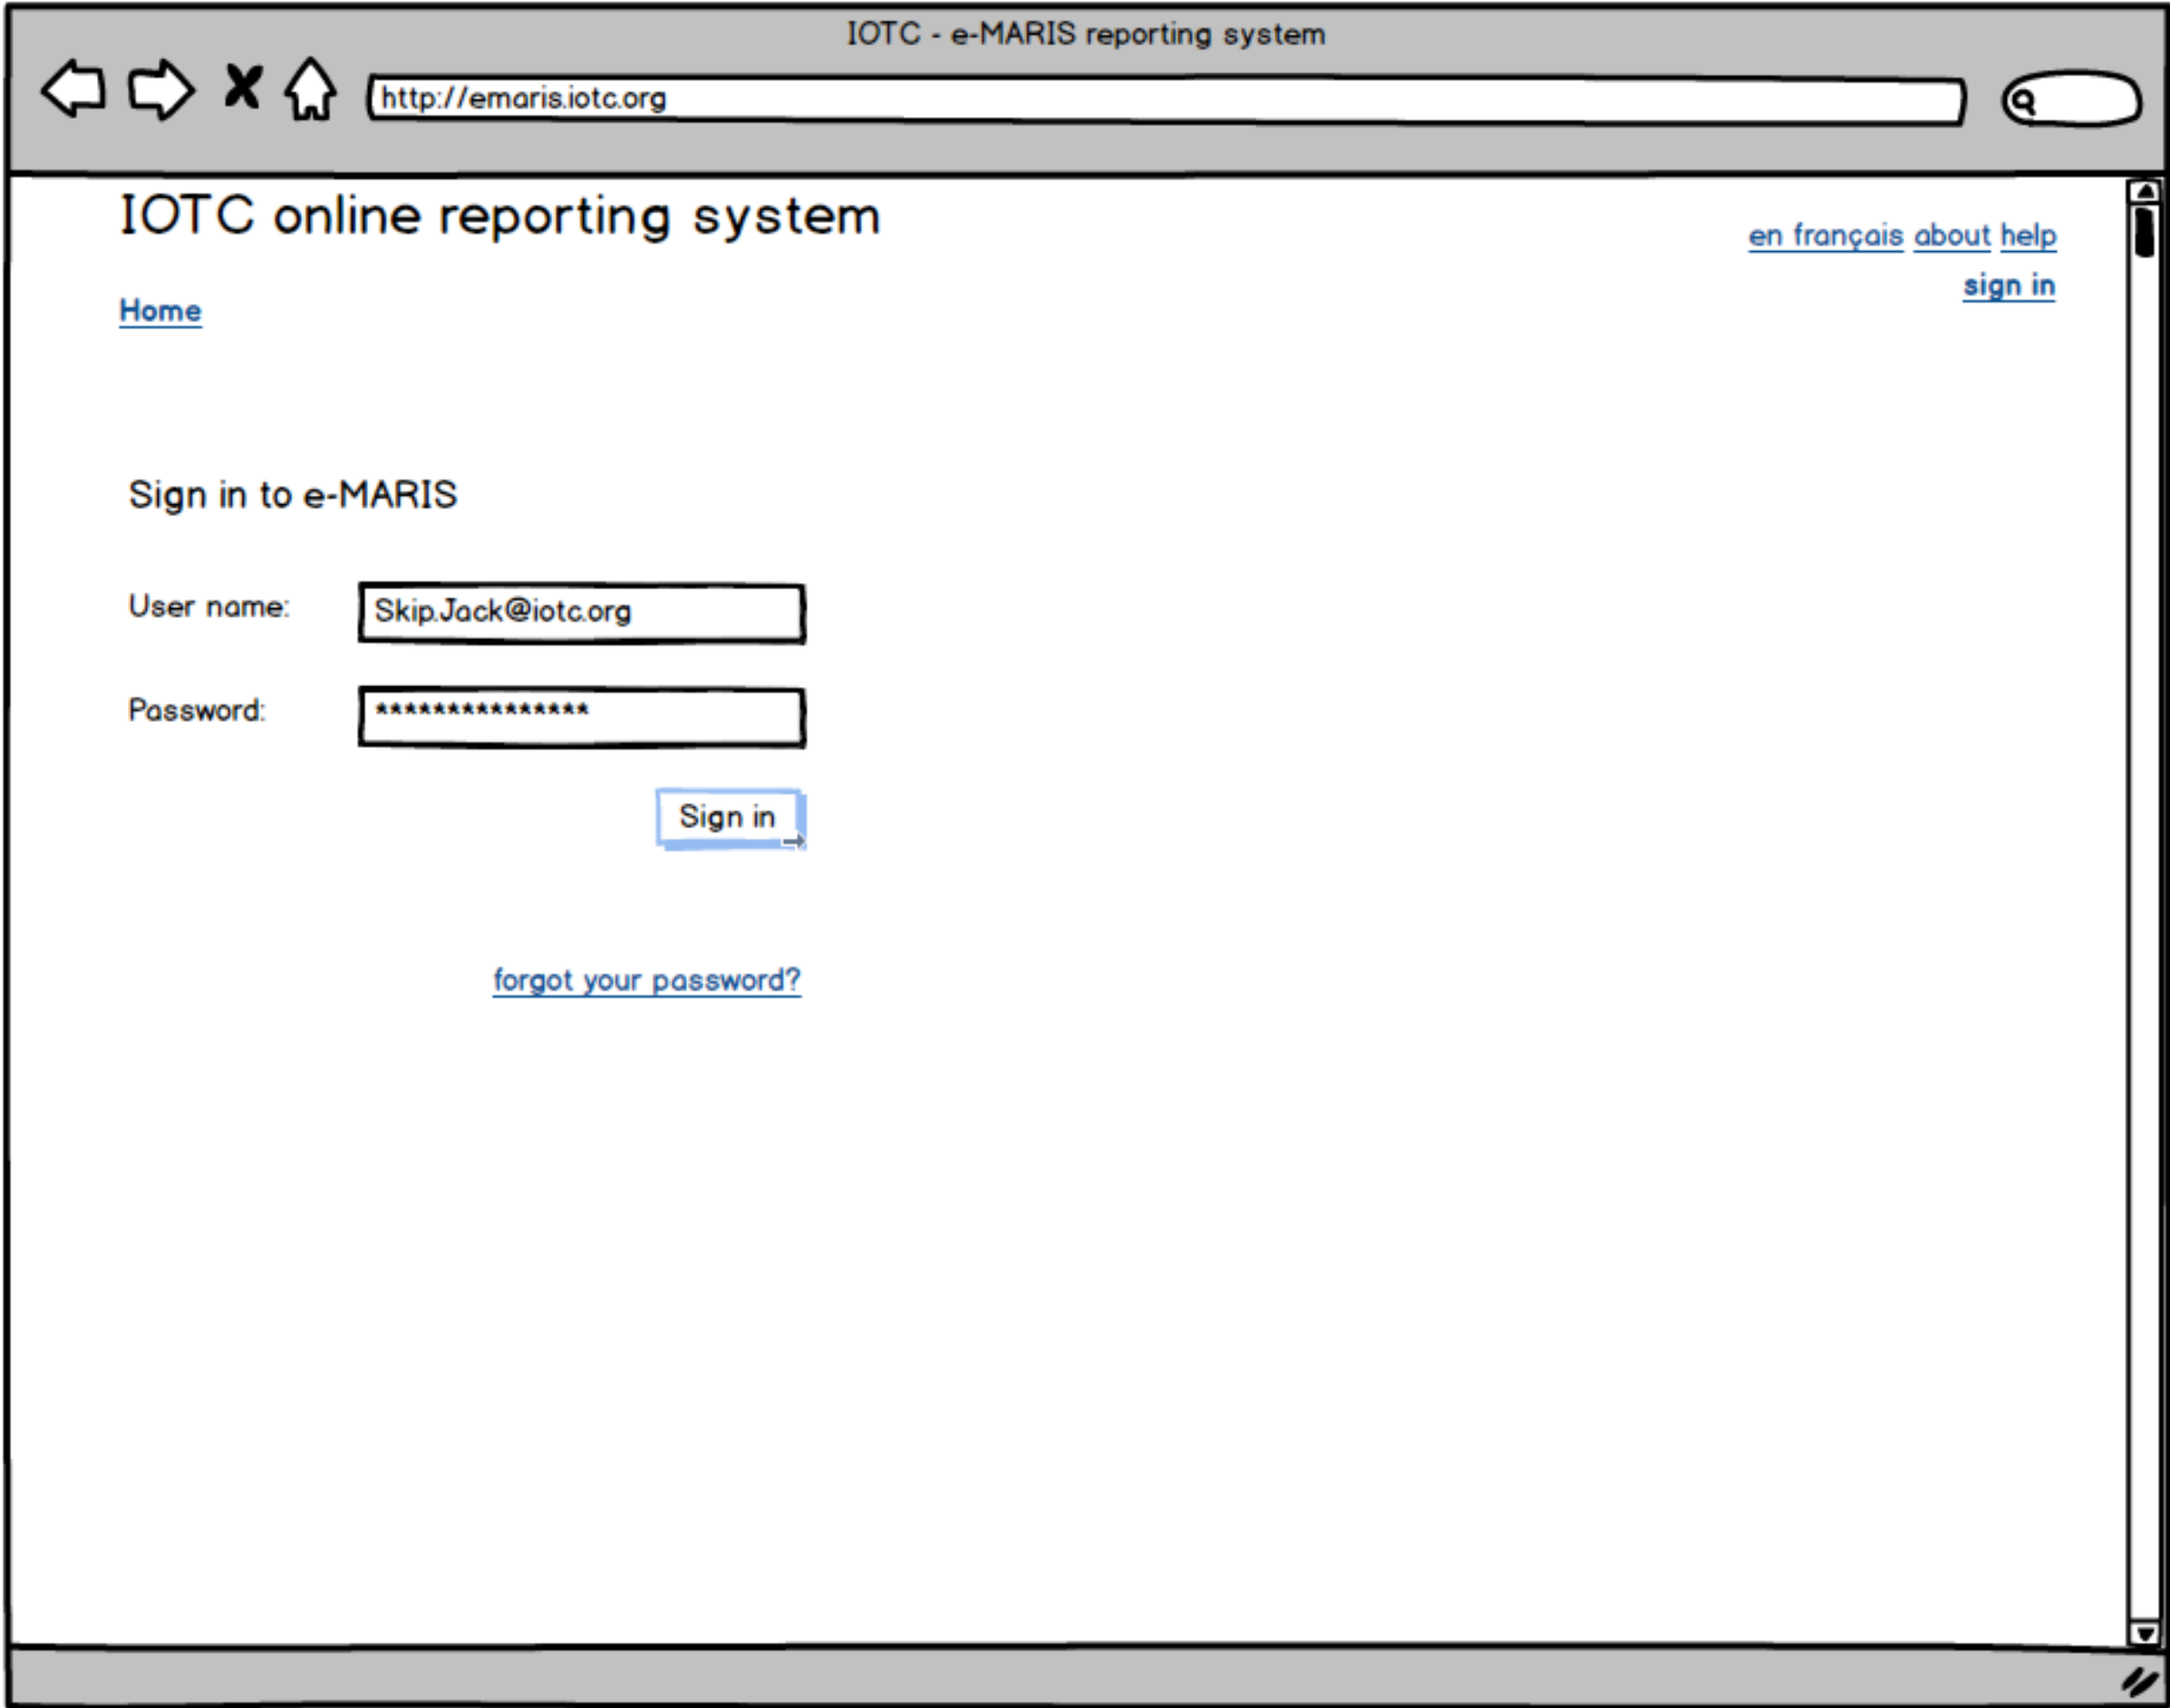 IOTC - e-MARIS reporting system
http://emaris.iotc.org
IOTC online reporting system
en français about help
sign in
Home
Sign in to e-MARIS
User name: Skip.Jack@iotc.org
Password: ***************
Sign in
forgot your password?